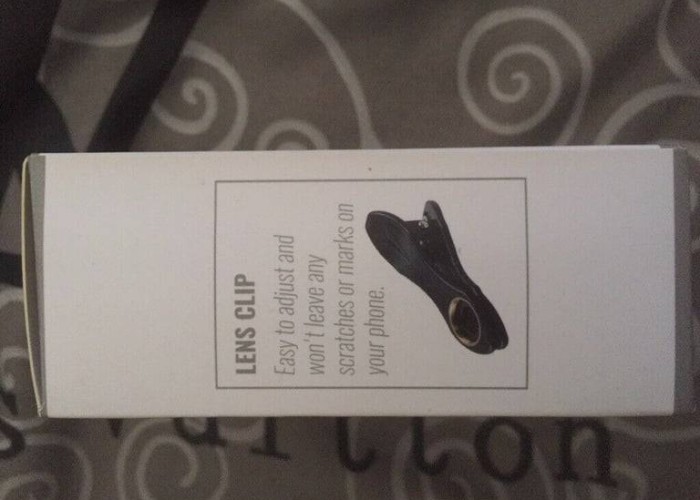 LENS CLIP
Easy to adjust and
won't leave any
scratches or marks on
your phone.